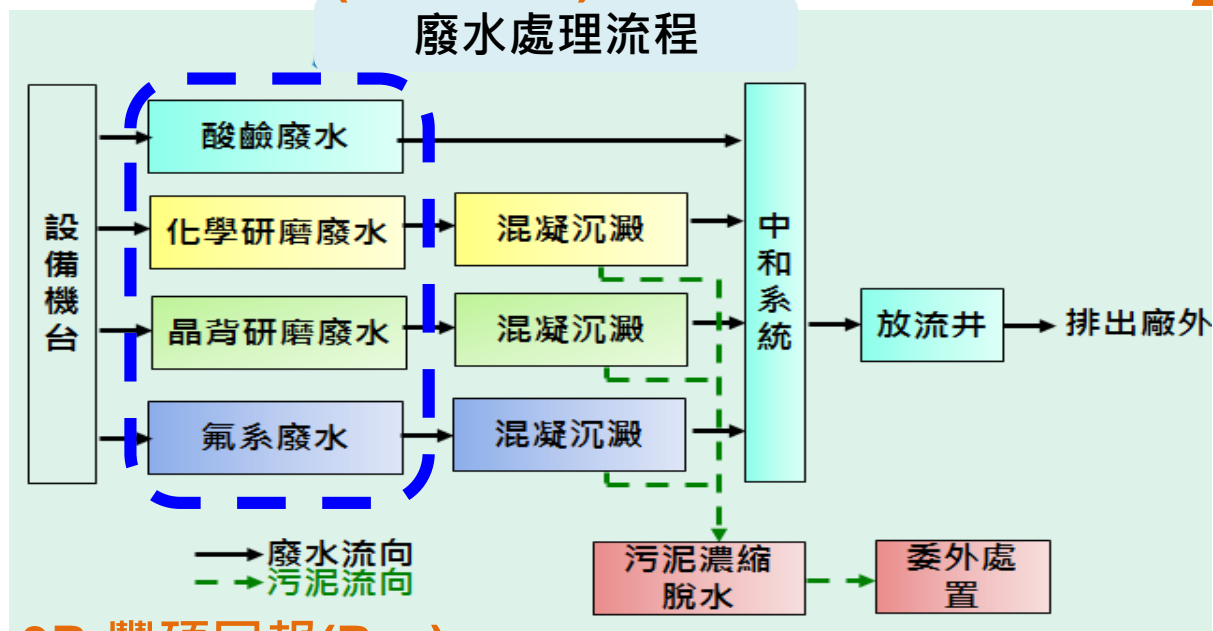 廢水處理流程
設備機台
酸鹼廢水
化學研磨廢水
混凝沉澱
晶背研磨廢水
混凝沉澱
氟系廢水
混凝沉澱
中和系統
放流井
排出廠外
廢水流向
污泥流向
污泥濃縮
脫水
委外處
置